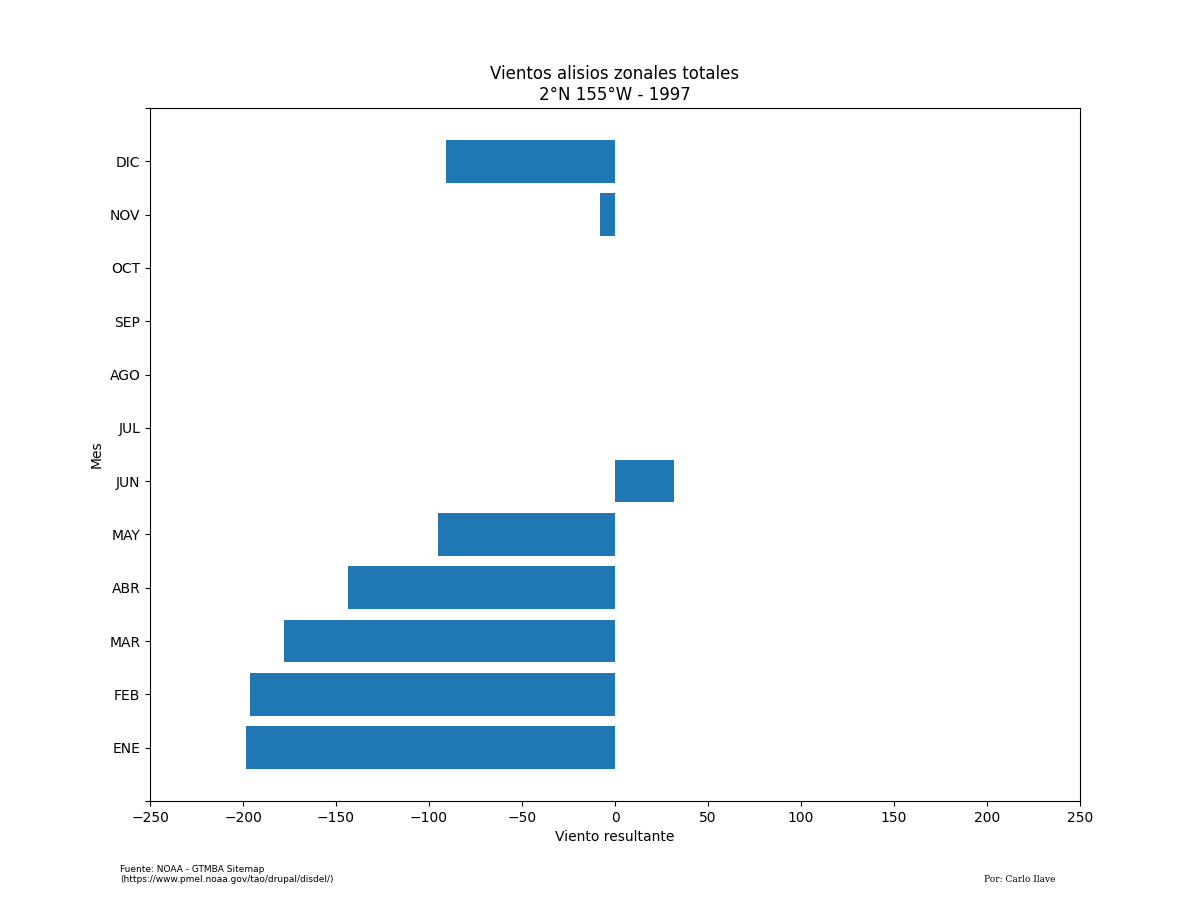 Vientos alisios zonales totales
2°N 155°W - 1997
DIC
NOV
OCT
SEP
AGO
JUL
JUN
MAY
ABR
MAR
FEB
ENE
Mes
−250 −200 −150 −100 −50 0 50 100 150 200 250
Viento resultante
Fuente: NOAA - GTMBA Sitemap
(https://www.pmel.noaa.gov/tao/drupal/disdel/)
Por: Carlo Ilave